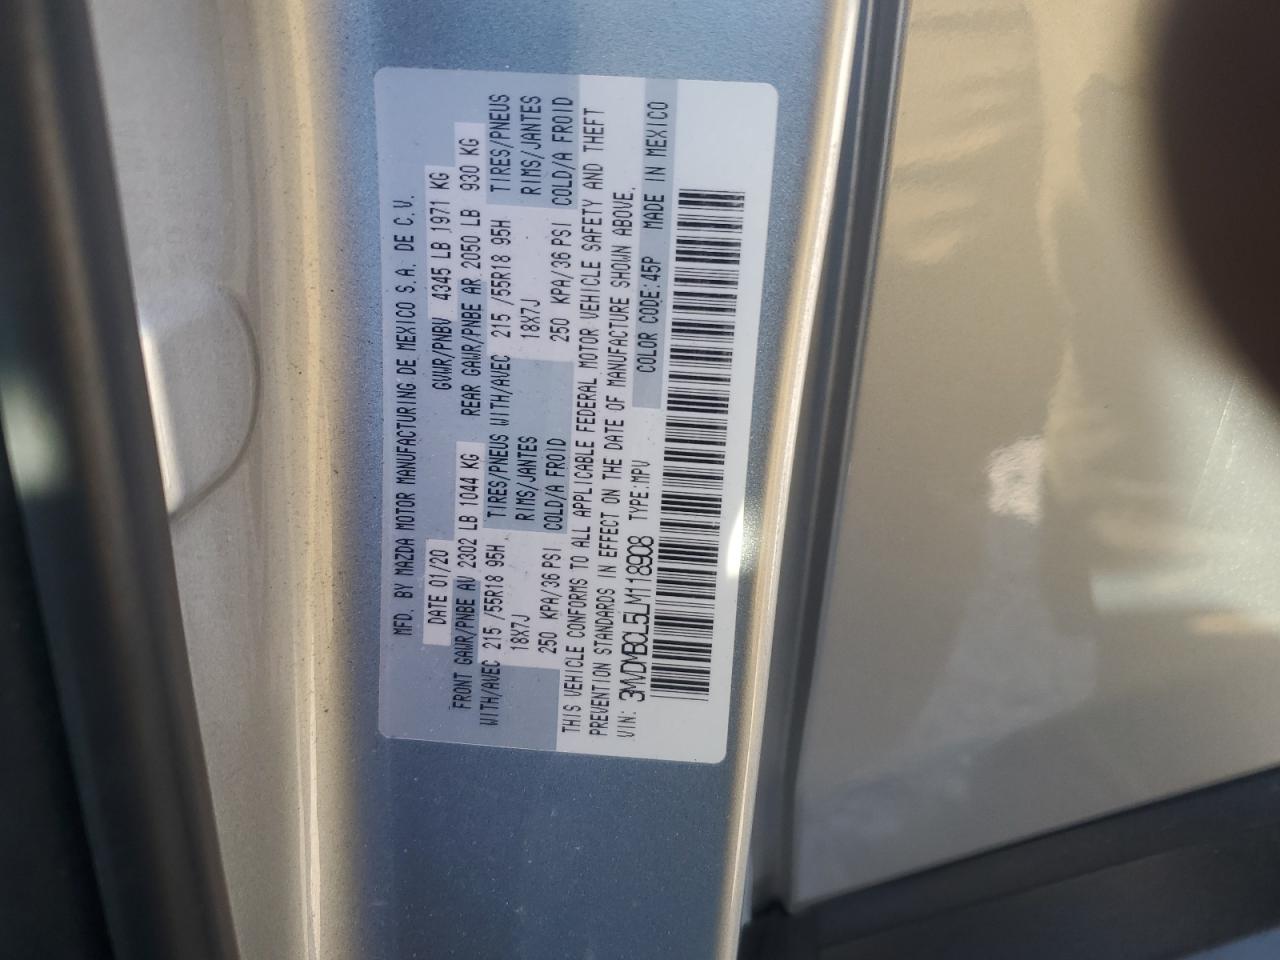 MFD. BY MAZDA MOTOR MANUFACTURING DE MEXICO S.A. DE C.V.
DATE 01/20 GVWR/PNBV 4345 LB 1971 KG
FRONT GAWR/PNBE AV 2302 LB 1044 KG REAR GAWR/PNBE AR 2050 LB 930 KG
WITH/AVEC 215 /55R18 95H TIRES/PNEUS WITH/AVEC 215 /55R18 95H TIRES/PNEUS
18X7J RIMS/JANTES 18X7J RIMS/JANTES
250 KPA/36 PSI COLD/A FROID 250 KPA/36 PSI COLD/A FROID
THIS VEHICLE CONFORMS TO ALL APPLICABLE FEDERAL MOTOR VEHICLE SAFETY AND THEFT
PREVENTION STANDARDS IN EFFECT ON THE DATE OF MANUFACTURE SHOWN ABOVE.
VIN: 3MVDMBCL5LM118908 TYPE:MPV COLOR CODE:45P MADE IN MEXICO